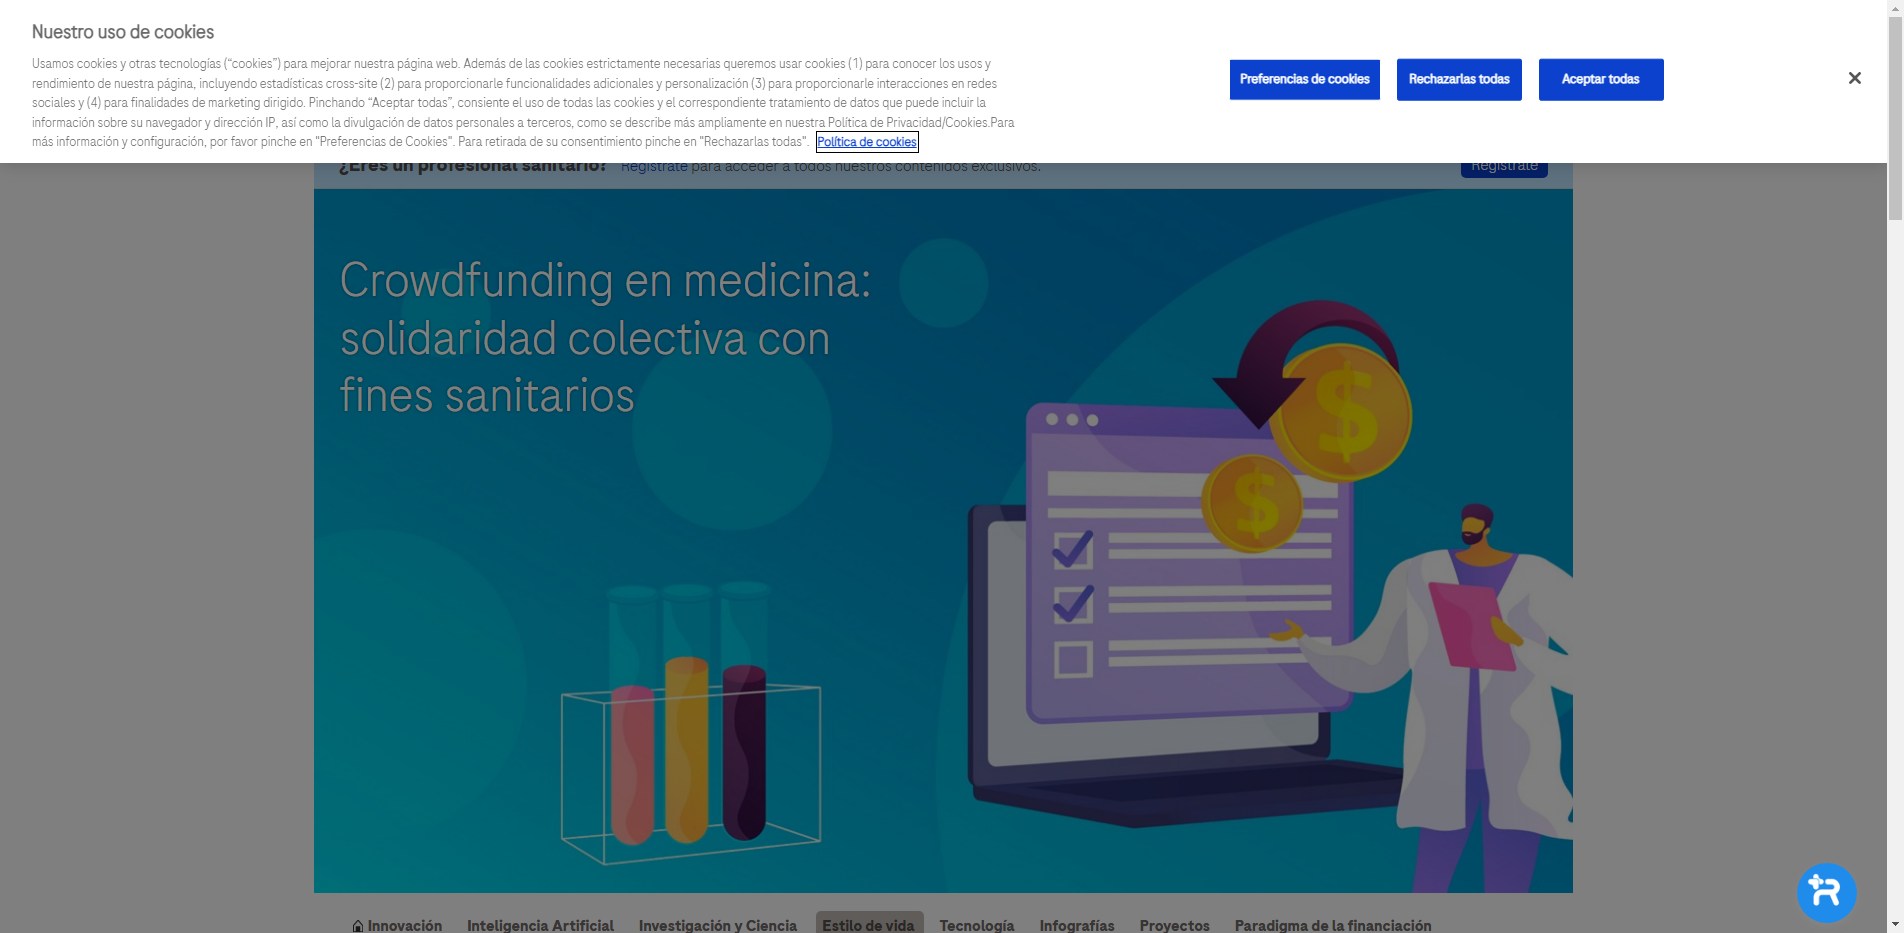 Nuestro uso de cookies
Usamos cookies y otras tecnologías (“cookies”) para mejorar nuestra página web. Además de las cookies estrictamente necesarias queremos usar cookies (1) para conocer los usos y
rendimiento de nuestra página, incluyendo estadísticas cross-site (2) para proporcionarle funcionalidades adicionales y personalización (3) para proporcionarle interacciones en redes
sociales y (4) para finalidades de marketing dirigido. Pinchando “Aceptar todas”, consiente el uso de todas las cookies y el correspondiente tratamiento de datos que puede incluir la
información sobre su navegador y dirección IP, así como la divulgación de datos personales a terceros, como se describe más ampliamente en nuestra Política de Privacidad/Cookies.Para
más información y configuración, por favor pinche en "Preferencias de Cookies". Para retirada de su consentimiento pinche en "Rechazarlas todas". Política de cookies
Preferencias de cookies
Rechazarlas todas
Aceptar todas
¿Eres un profesional sanitario? Regístrate para acceder a todos nuestros contenidos exclusivos.
Regístrate
Crowdfunding en medicina:
solidaridad colectiva con
fines sanitarios
Innovación Inteligencia Artificial Investigación y Ciencia Estilo de vida Tecnología Infografías Proyectos Paradigma de la financiación